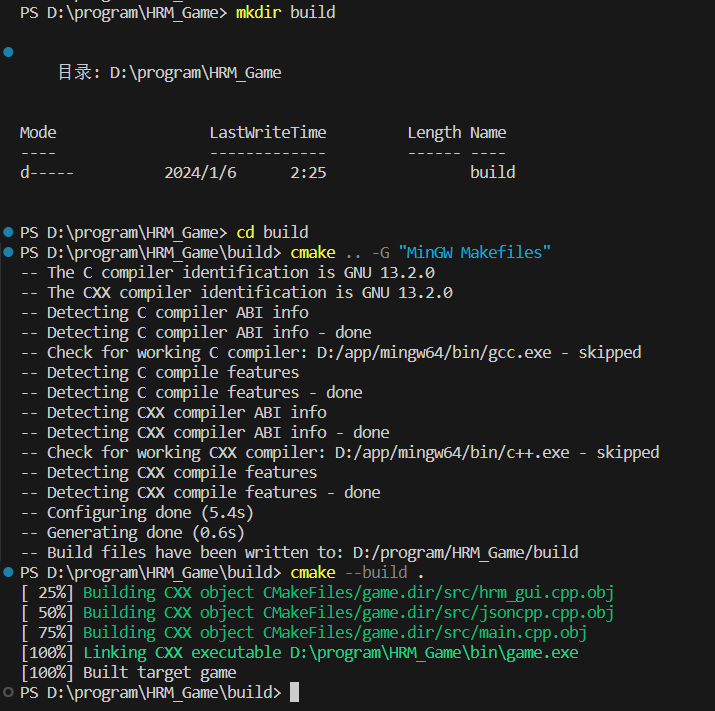 PS D:\program\HRM_Game> mkdir build
目录: D:\program\HRM_Game
Mode                 LastWriteTime         Length Name
----                 -------------         ------ ----
d-----          2024/1/6      2:25                build
PS D:\program\HRM_Game> cd build
PS D:\program\HRM_Game\build> cmake .. -G "MinGW Makefiles"
-- The C compiler identification is GNU 13.2.0
-- The CXX compiler identification is GNU 13.2.0
-- Detecting C compiler ABI info
-- Detecting C compiler ABI info - done
-- Check for working C compiler: D:/app/mingw64/bin/gcc.exe - skipped
-- Detecting C compile features
-- Detecting C compile features - done
-- Detecting CXX compiler ABI info
-- Detecting CXX compiler ABI info - done
-- Check for working CXX compiler: D:/app/mingw64/bin/c++.exe - skipped
-- Detecting CXX compile features
-- Detecting CXX compile features - done
-- Configuring done (5.4s)
-- Generating done (0.6s)
-- Build files have been written to: D:/program/HRM_Game/build
PS D:\program\HRM_Game\build> cmake --build .
[ 25%] Building CXX object CMakeFiles/game.dir/src/hrm_gui.cpp.obj
[ 50%] Building CXX object CMakeFiles/game.dir/src/jsoncpp.cpp.obj
[ 75%] Building CXX object CMakeFiles/game.dir/src/main.cpp.obj
[100%] Linking CXX executable D:\program\HRM_Game\bin\game.exe
[100%] Built target game
PS D:\program\HRM_Game\build>